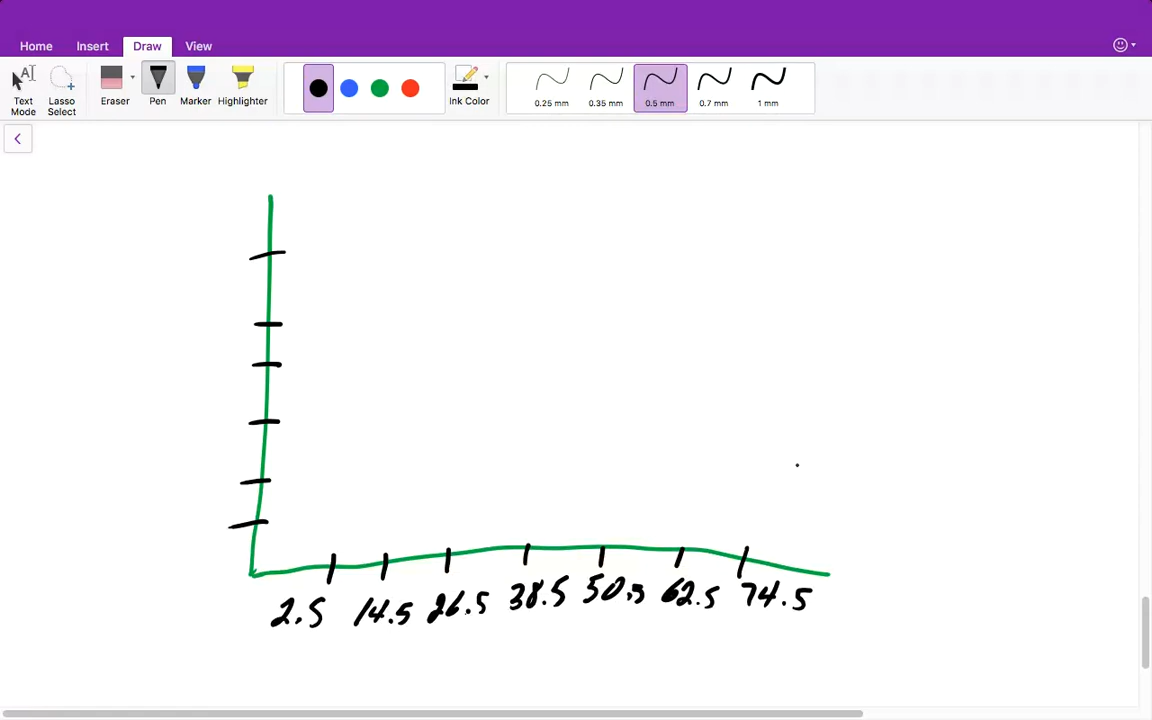 Home Insert Draw View
Text Mode Lasso Select Eraser Pen Marker Highlighter Ink Color 0.25 mm 0.35 mm 0.5 mm 0.7 mm 1 mm
2.5 14.5 26.5 38.5 50.5 62.5 74.5